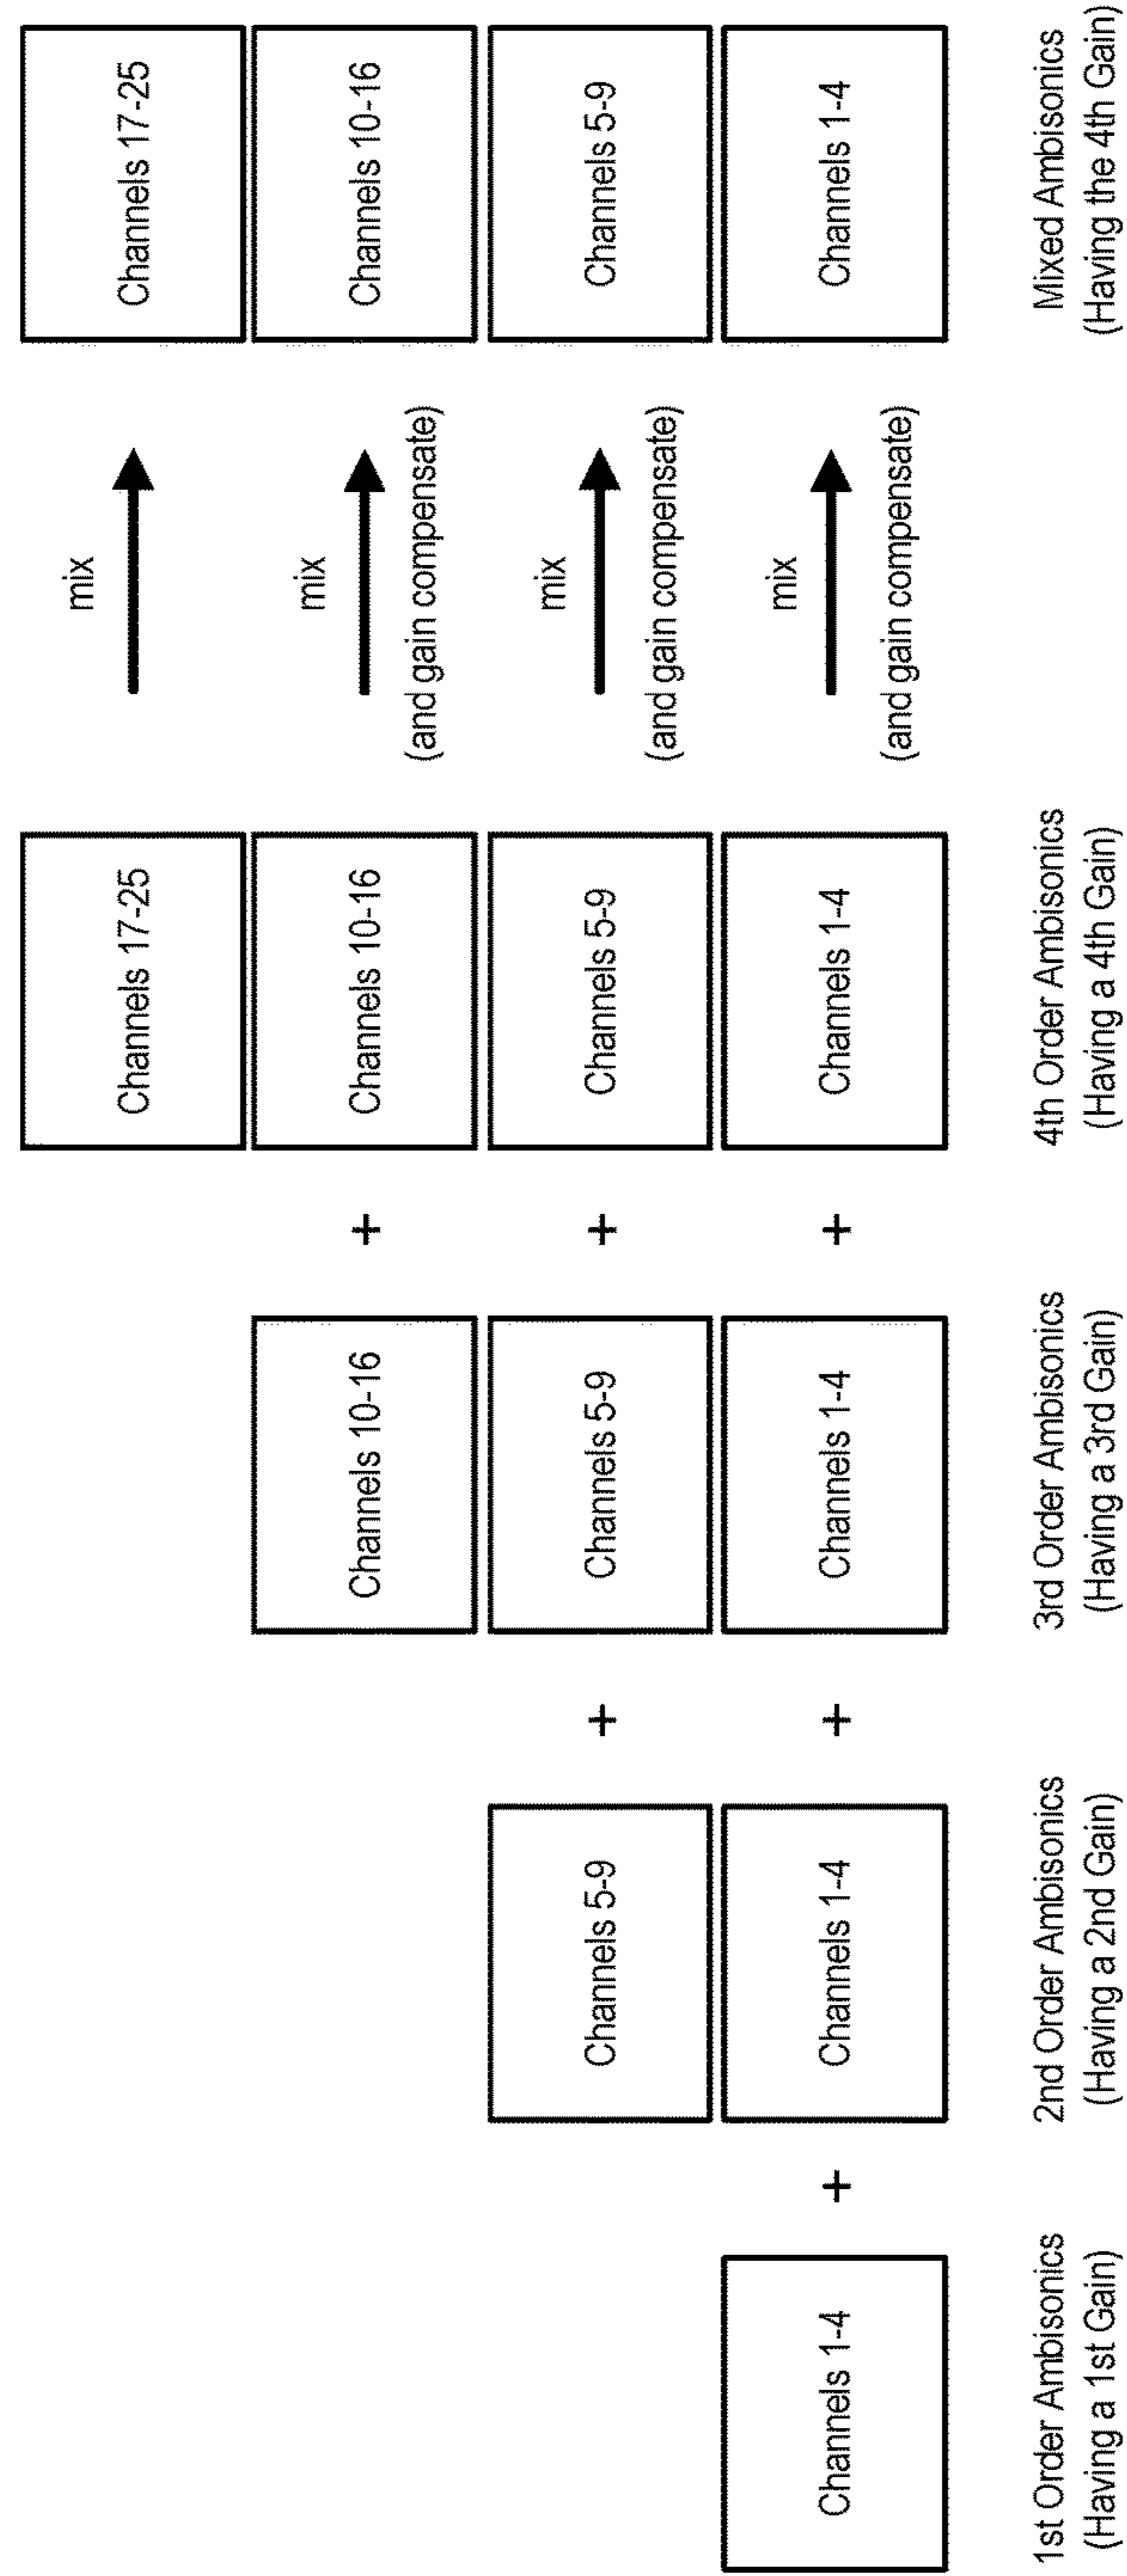 Channels 17-25
mix
Channels 17-25
Channels 10-16
Channels 10-16
mix
(and gain compensate)
Channels 10-16
Channels 5-9
+
Channels 5-9
+
Channels 5-9
mix
(and gain compensate)
Channels 5-9
Channels 1-4
+
Channels 1-4
+
Channels 1-4
+
Channels 1-4
mix
(and gain compensate)
Channels 1-4
+
1st Order Ambisonics
(Having a 1st Gain)
2nd Order Ambisonics
(Having a 2nd Gain)
3rd Order Ambisonics
(Having a 3rd Gain)
4th Order Ambisonics
(Having a 4th Gain)
Mixed Ambisonics
(Having the 4th Gain)